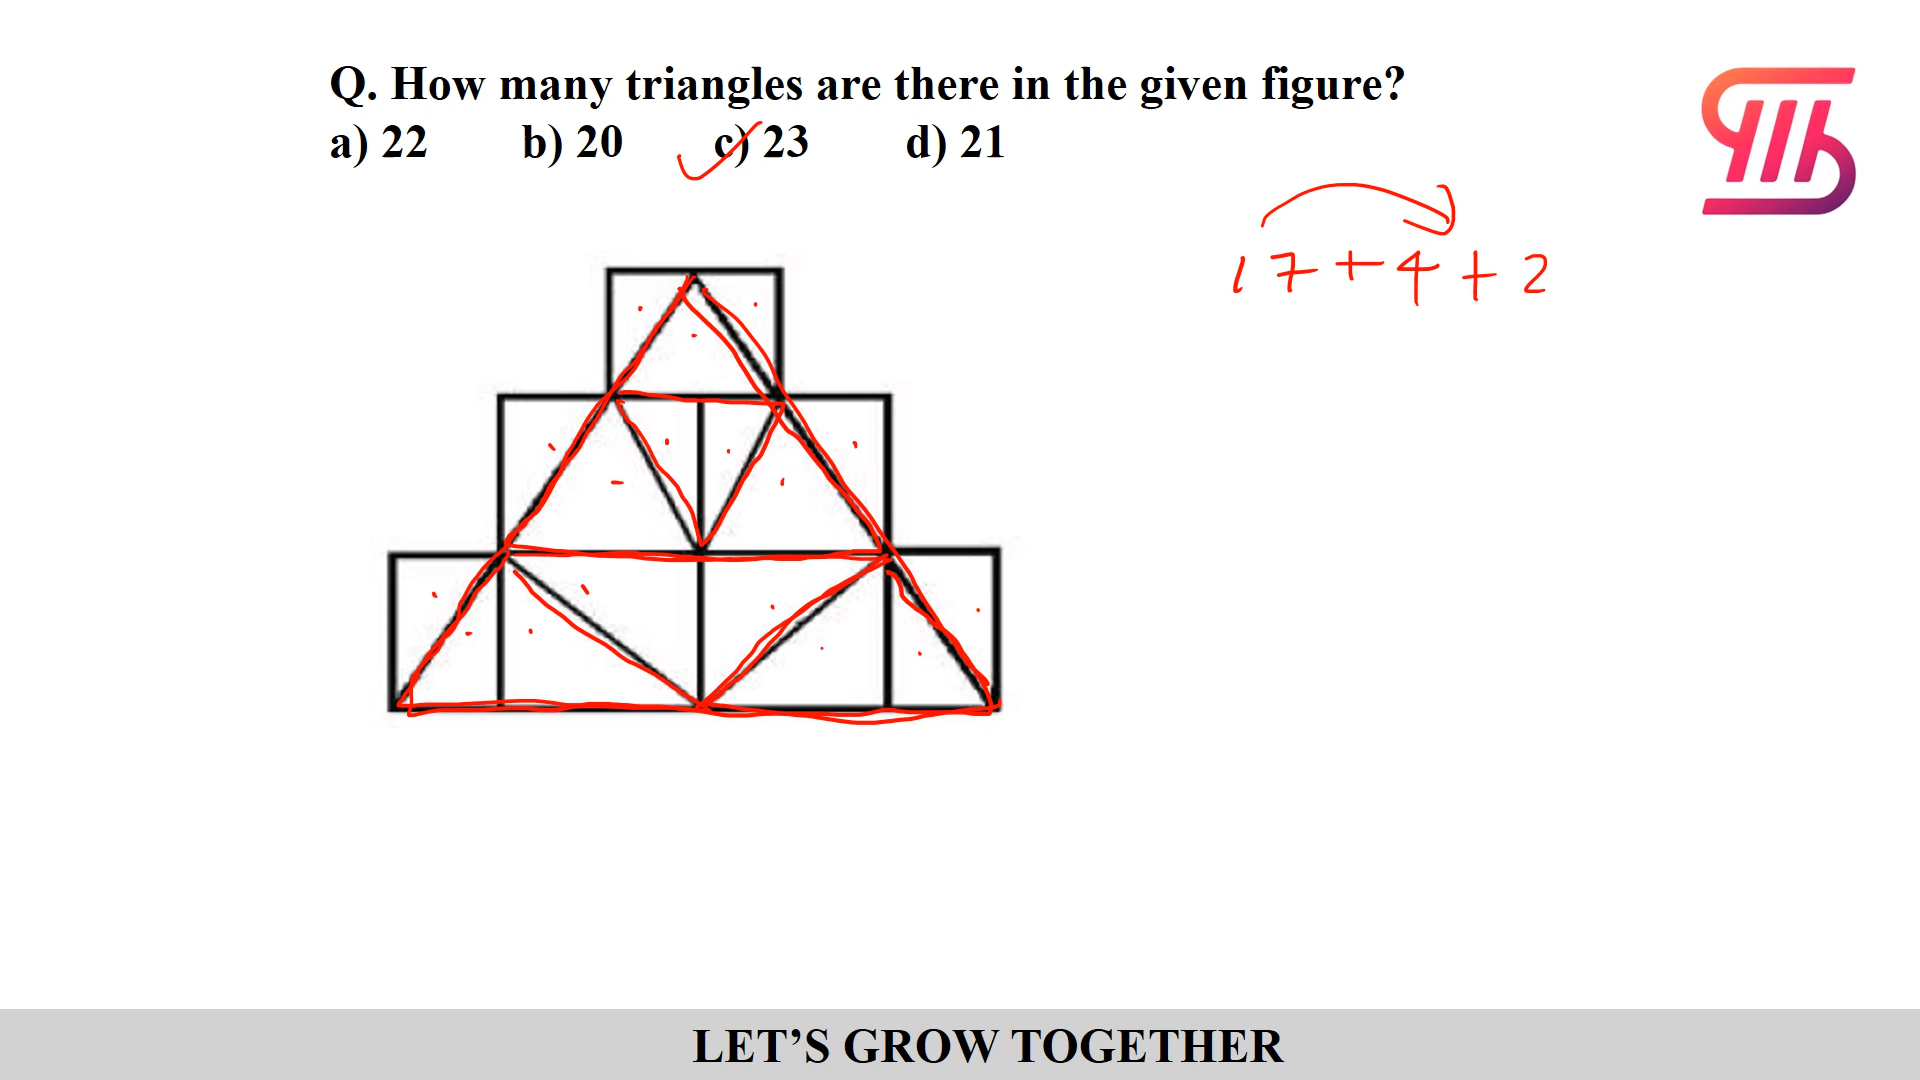 Q. How many triangles are there in the given figure?
a) 22 b) 20 c) 23 d) 21
17+4+2
LET’S GROW TOGETHER